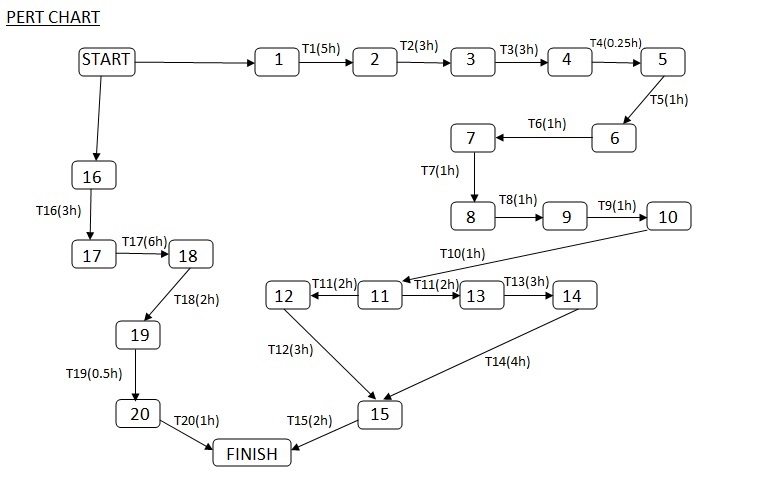 PERT CHART
START
1
T1(5h)
2
T2(3h)
3
T3(3h)
4
T4(0.25h)
5
T5(1h)
6
T6(1h)
7
T7(1h)
8
T8(1h)
9
T9(1h)
10
T10(1h)
11
T11(2h)
12
T11(2h)
13
T13(3h)
14
T12(3h)
T14(4h)
15
T15(2h)
16
T16(3h)
17
T17(6h)
18
T18(2h)
19
T19(0.5h)
20
T20(1h)
FINISH